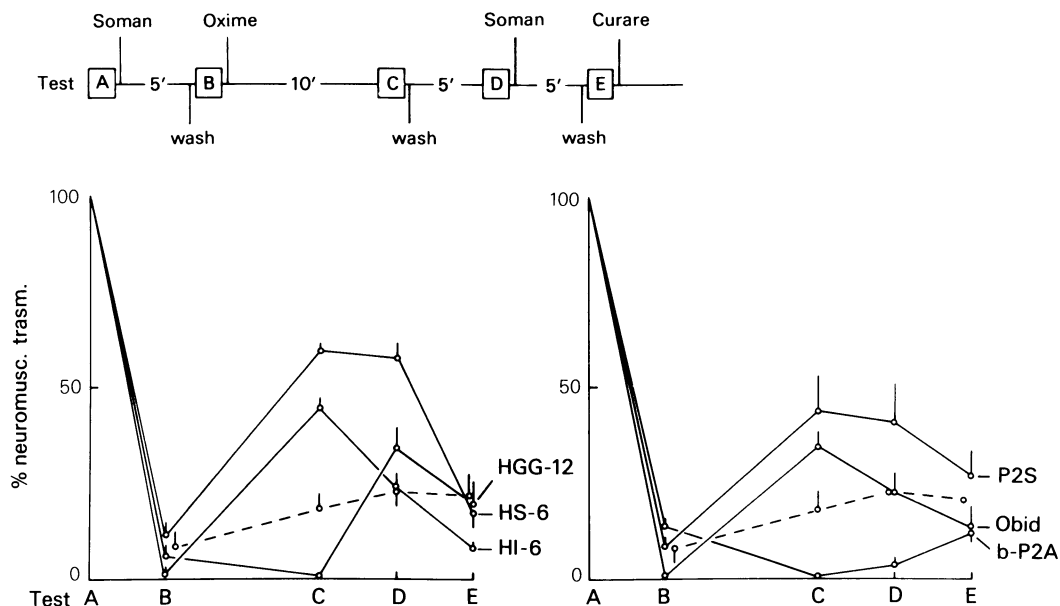 Soman Oxime Soman Curare
Test A 5′ B 10′ C 5′ D 5′ E
wash wash wash
% neuromusc. trasm.
100
50
0
HGG-12
HS-6
HI-6
Test A B C D E
100
50
0
P2S
Obid
b-P2A
A B C D E